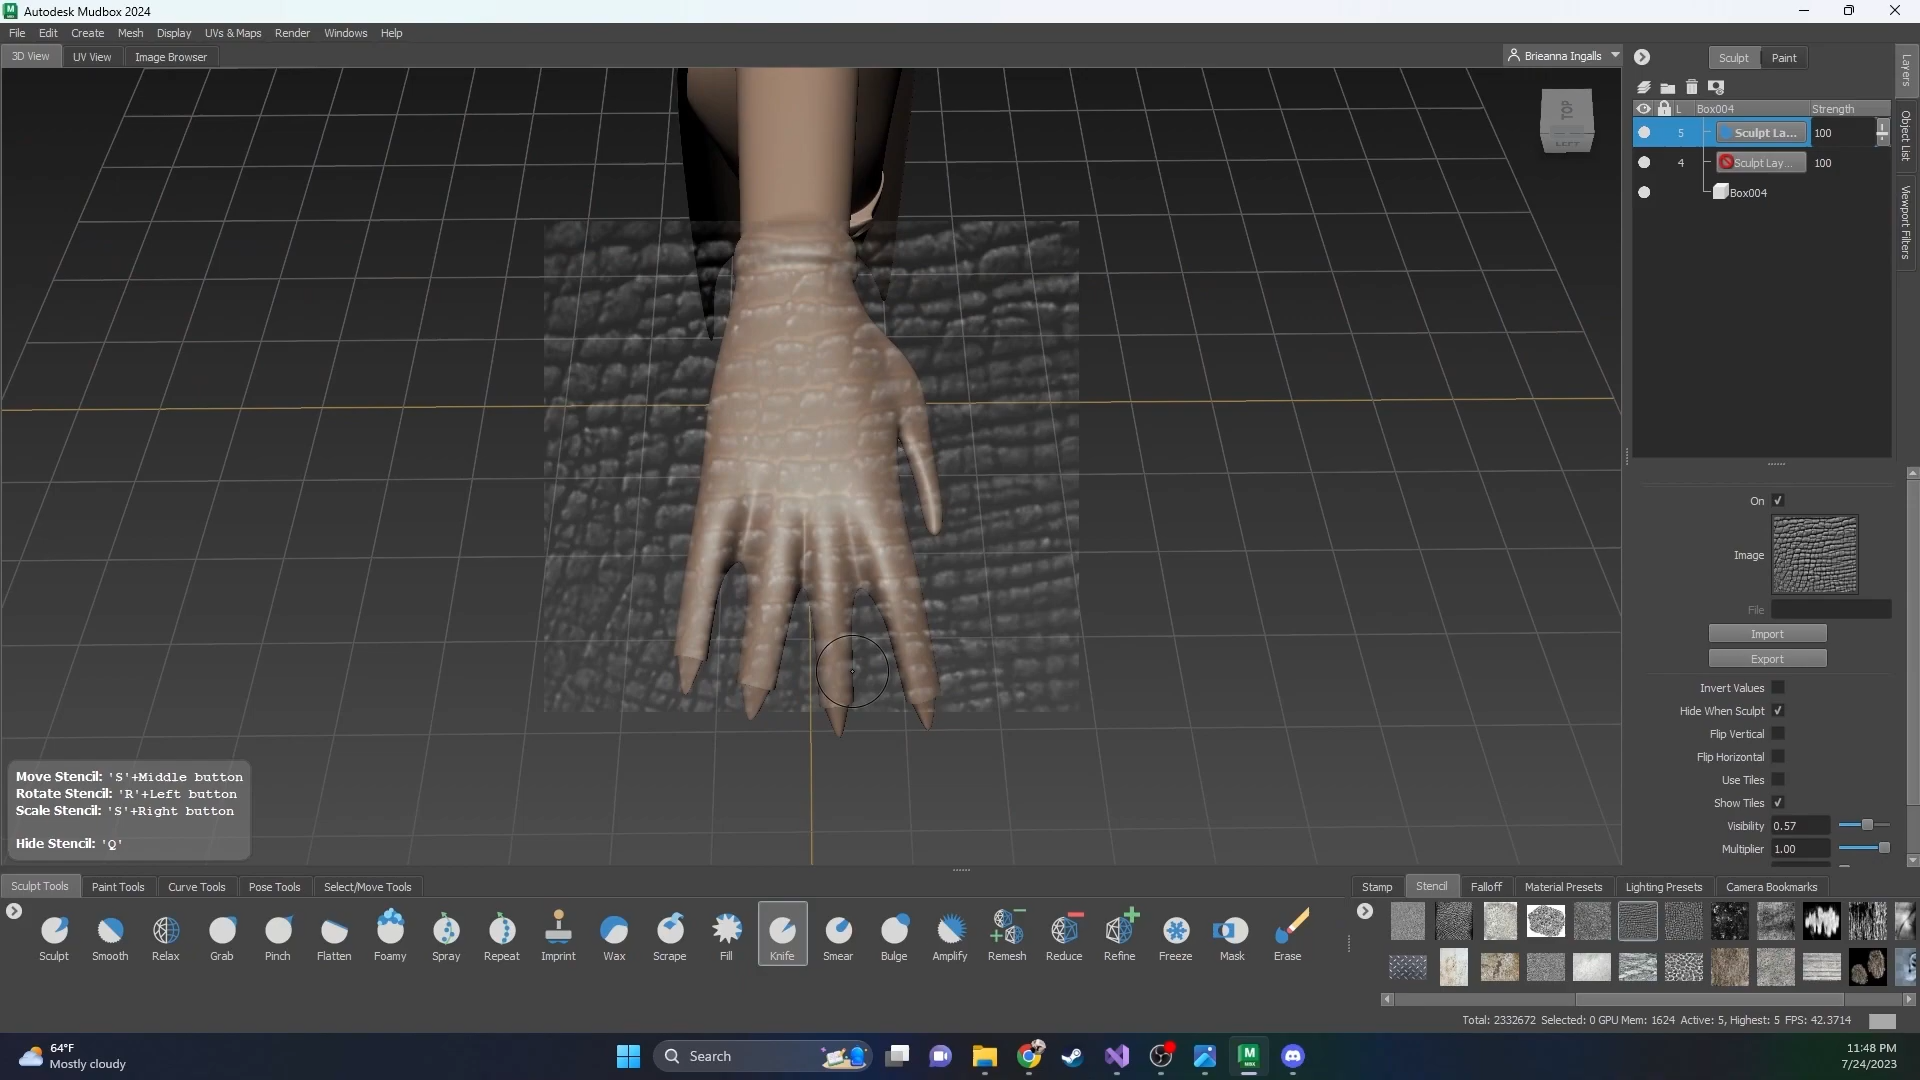 Autodesk Mudbox 2024
File Edit Create Mesh Display UVs & Maps Render Windows Help
3D View UV View Image Browser
Brieanna Ingalls
Sculpt Paint
Layers
Object List
Viewport Filters
L Box004 Strength
5 Sculpt La... 100
4 Sculpt Lay... 100
Box004
TOP
LEFT
On
Image
File
Import
Export
Invert Values
Hide When Sculpt
Flip Vertical
Flip Horizontal
Use Tiles
Show Tiles
Visibility 0.57
Multiplier 1.00
Move Stencil: 'S'+Middle button
Rotate Stencil: 'R'+Left button
Scale Stencil: 'S'+Right button
Hide Stencil: 'Q'
Sculpt Tools Paint Tools Curve Tools Pose Tools Select/Move Tools
Sculpt Smooth Relax Grab Pinch Flatten Foamy Spray Repeat Imprint Wax Scrape Fill Knife Smear Bulge Amplify Remesh Reduce Refine Freeze Mask Erase
Stamp Stencil Falloff Material Presets Lighting Presets Camera Bookmarks
Total: 2332672 Selected: 0 GPU Mem: 1624 Active: 5, Highest: 5 FPS: 42.3714
64°F
Mostly cloudy
Search
11:48 PM
7/24/2023